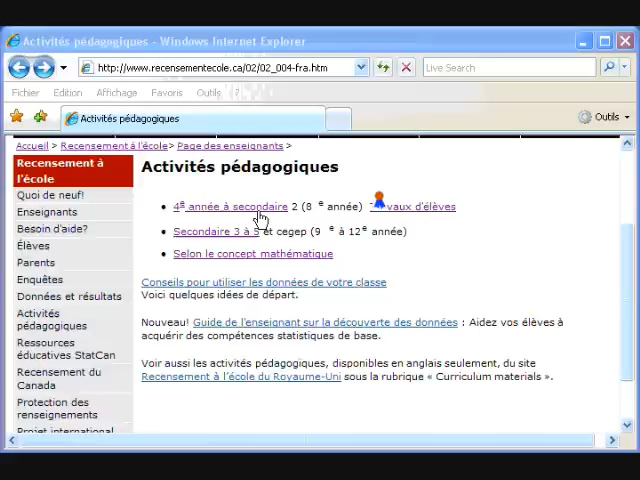 Activités pédagogiques - Windows Internet Explorer
http://www.recensementecole.ca/02/02_004-fra.htm
Live Search
Fichier Edition Affichage Favoris Outils
Activités pédagogiques
Outils
Accueil > Recensement à l'école> Page des enseignants >
Recensement à
l'école
Quoi de neuf!
Enseignants
Besoin d'aide?
Élèves
Parents
Enquêtes
Données et résultats
Activités
pédagogiques
Ressources
éducatives StatCan
Recensement du
Canada
Protection des
renseignements
Projet international
Activités pédagogiques
4e année à secondaire 2 (8 e année) vaux d'élèves
Secondaire 3 à 5 et cegep (9 e à 12e année)
Selon le concept mathématique
Conseils pour utiliser les données de votre classe
Voici quelques idées de départ.
Nouveau! Guide de l'enseignant sur la découverte des données : Aidez vos élèves à
acquérir des compétences statistiques de base.
Voir aussi les activités pédagogiques, disponibles en anglais seulement, du site
Recensement à l'école du Royaume-Uni sous la rubrique « Curriculum materials ».